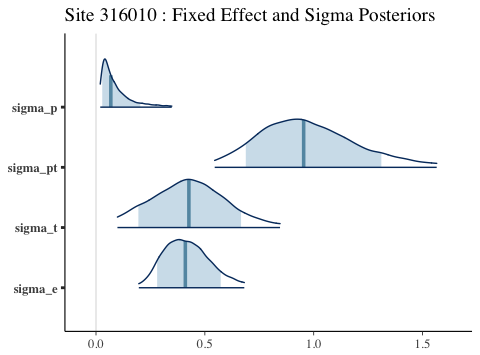 Site 316010 : Fixed Effect and Sigma Posteriors
sigma_p
sigma_pt
sigma_t
sigma_e
0.0 0.5 1.0 1.5